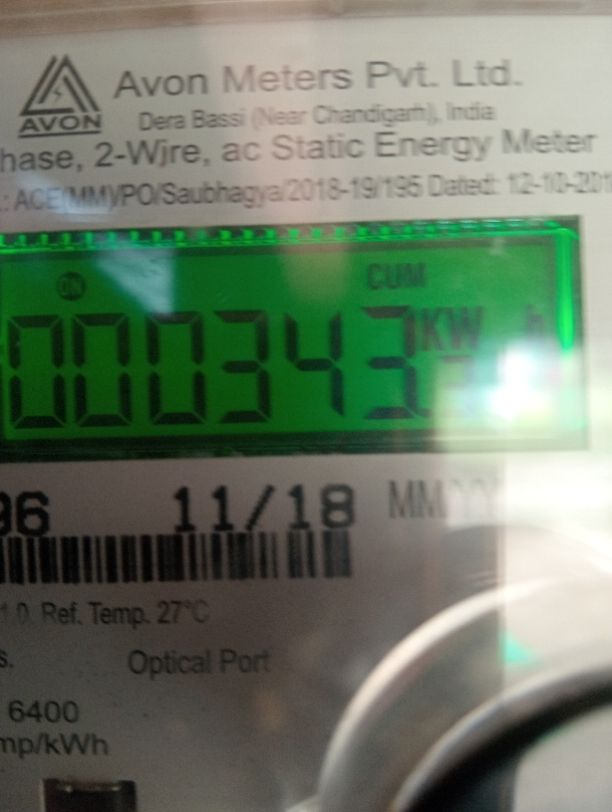 Avon Meters Pvt. Ltd.
AVON
Dera Bassi (Near Chandigarh), India
hase, 2-Wire, ac Static Energy Meter
.: ACE(MM)/PO/Saubhagya/2018-19/195 Dated: 12-10-201
ON
CUM
000343.
KW h
96 11/18 MM/YY
1.0 Ref. Temp. 27°C
s. Optical Port
6400
mp/kWh